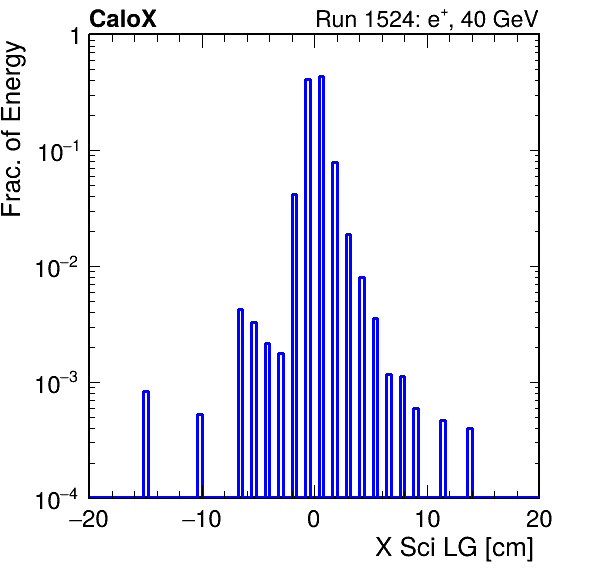 CaloX Run 1524: e⁺, 40 GeV
Frac. of Energy
1
10⁻¹
10⁻²
10⁻³
10⁻⁴
−20 −10 0 10 20
X Sci LG [cm]